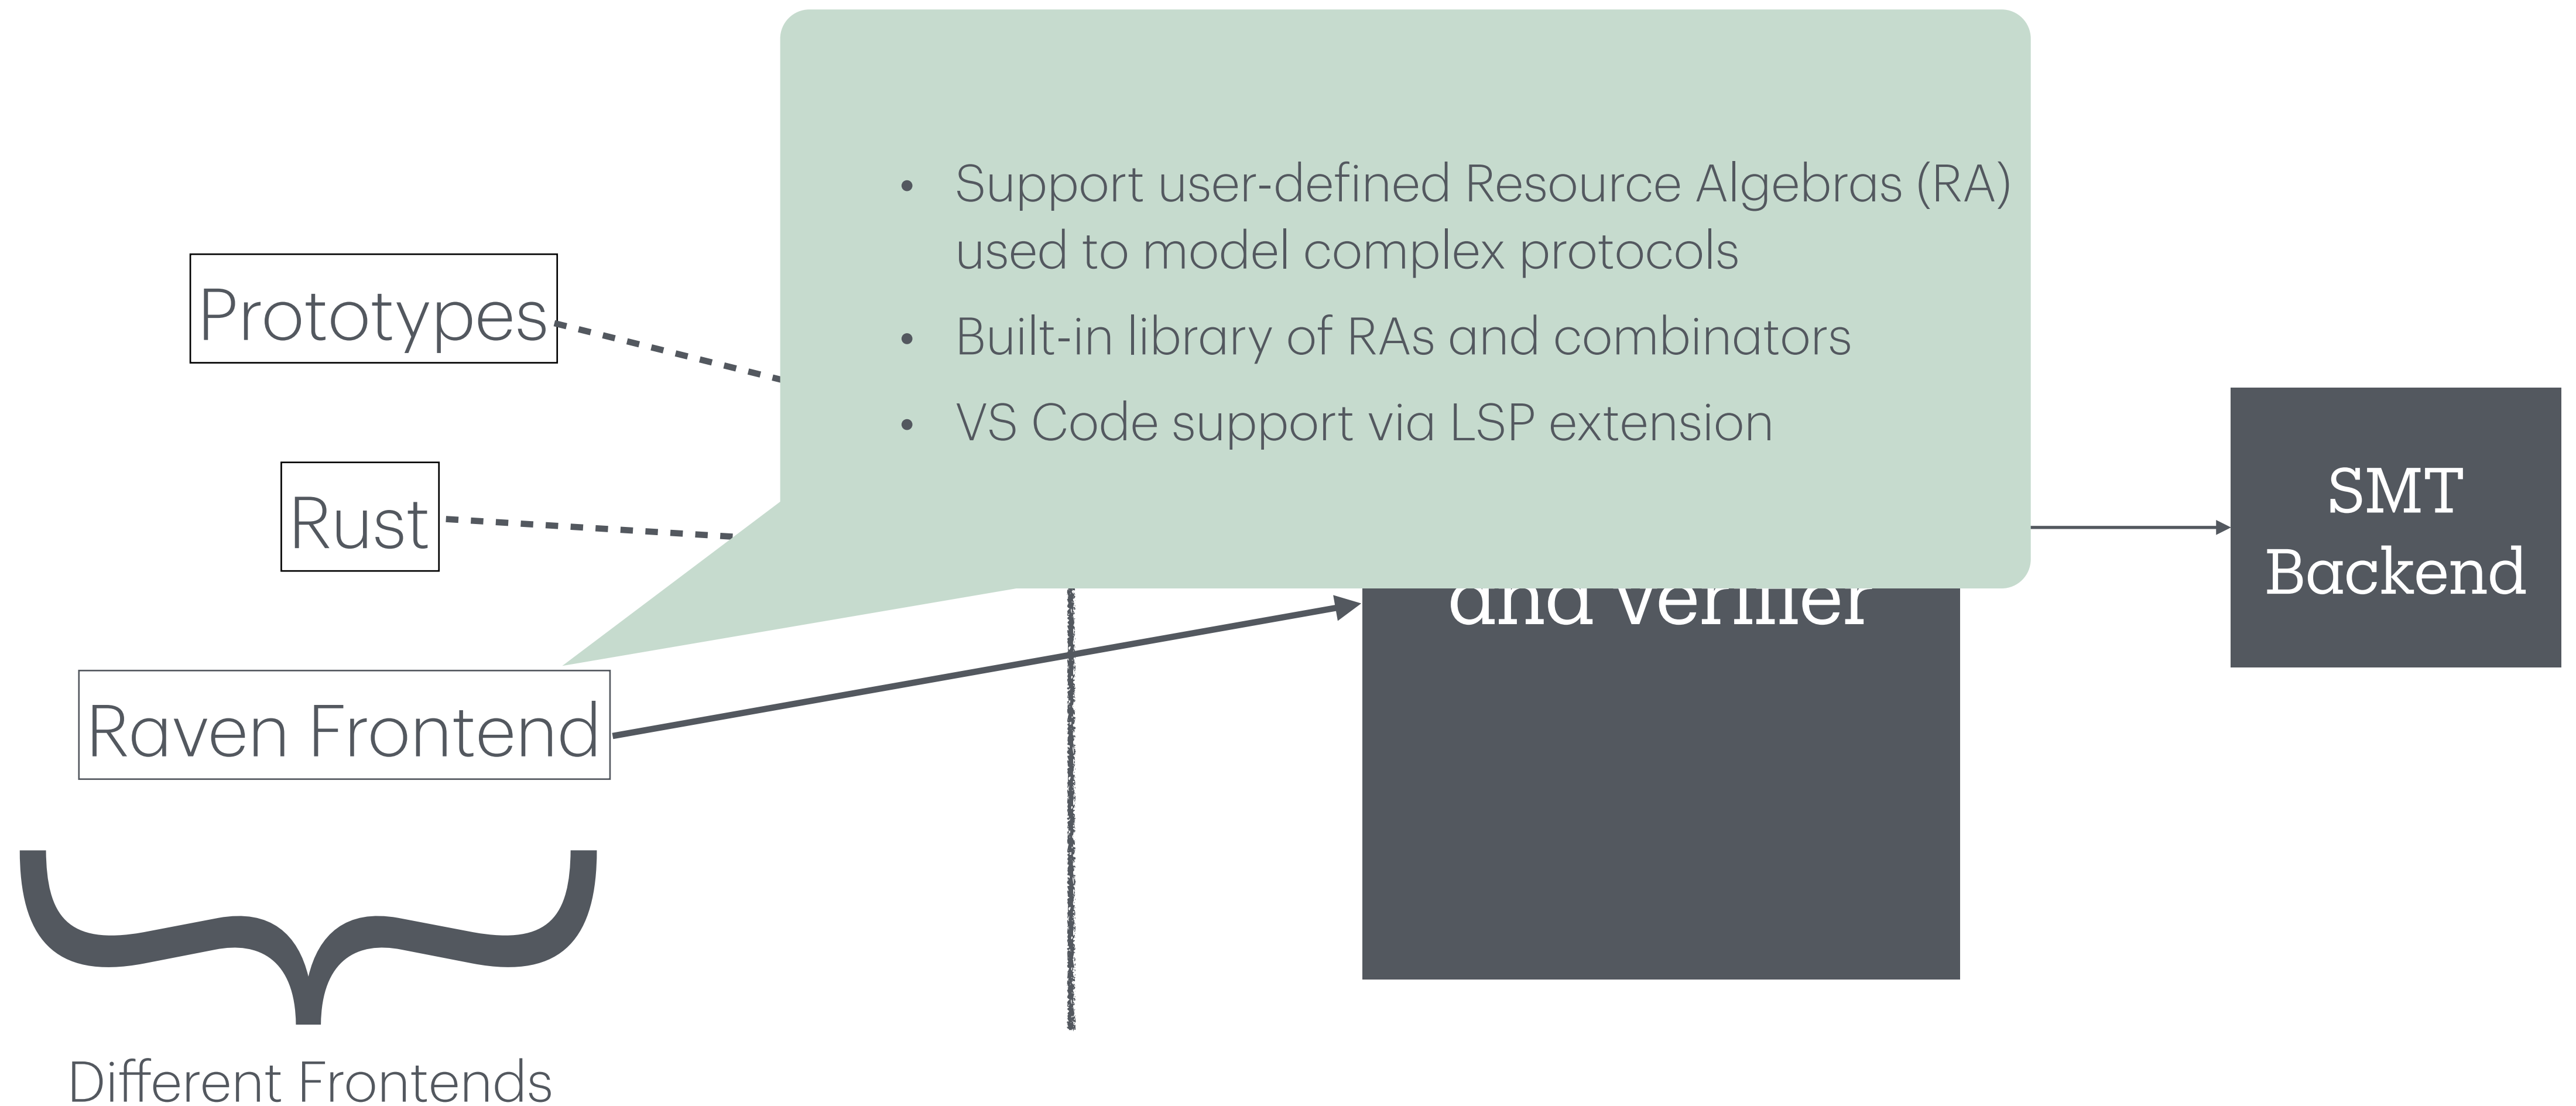 • Support user-defined Resource Algebras (RA)
used to model complex protocols
• Built-in library of RAs and combinators
• VS Code support via LSP extension
Prototypes
Rust
Raven Frontend
Different Frontends
and Verifier
SMT
Backend